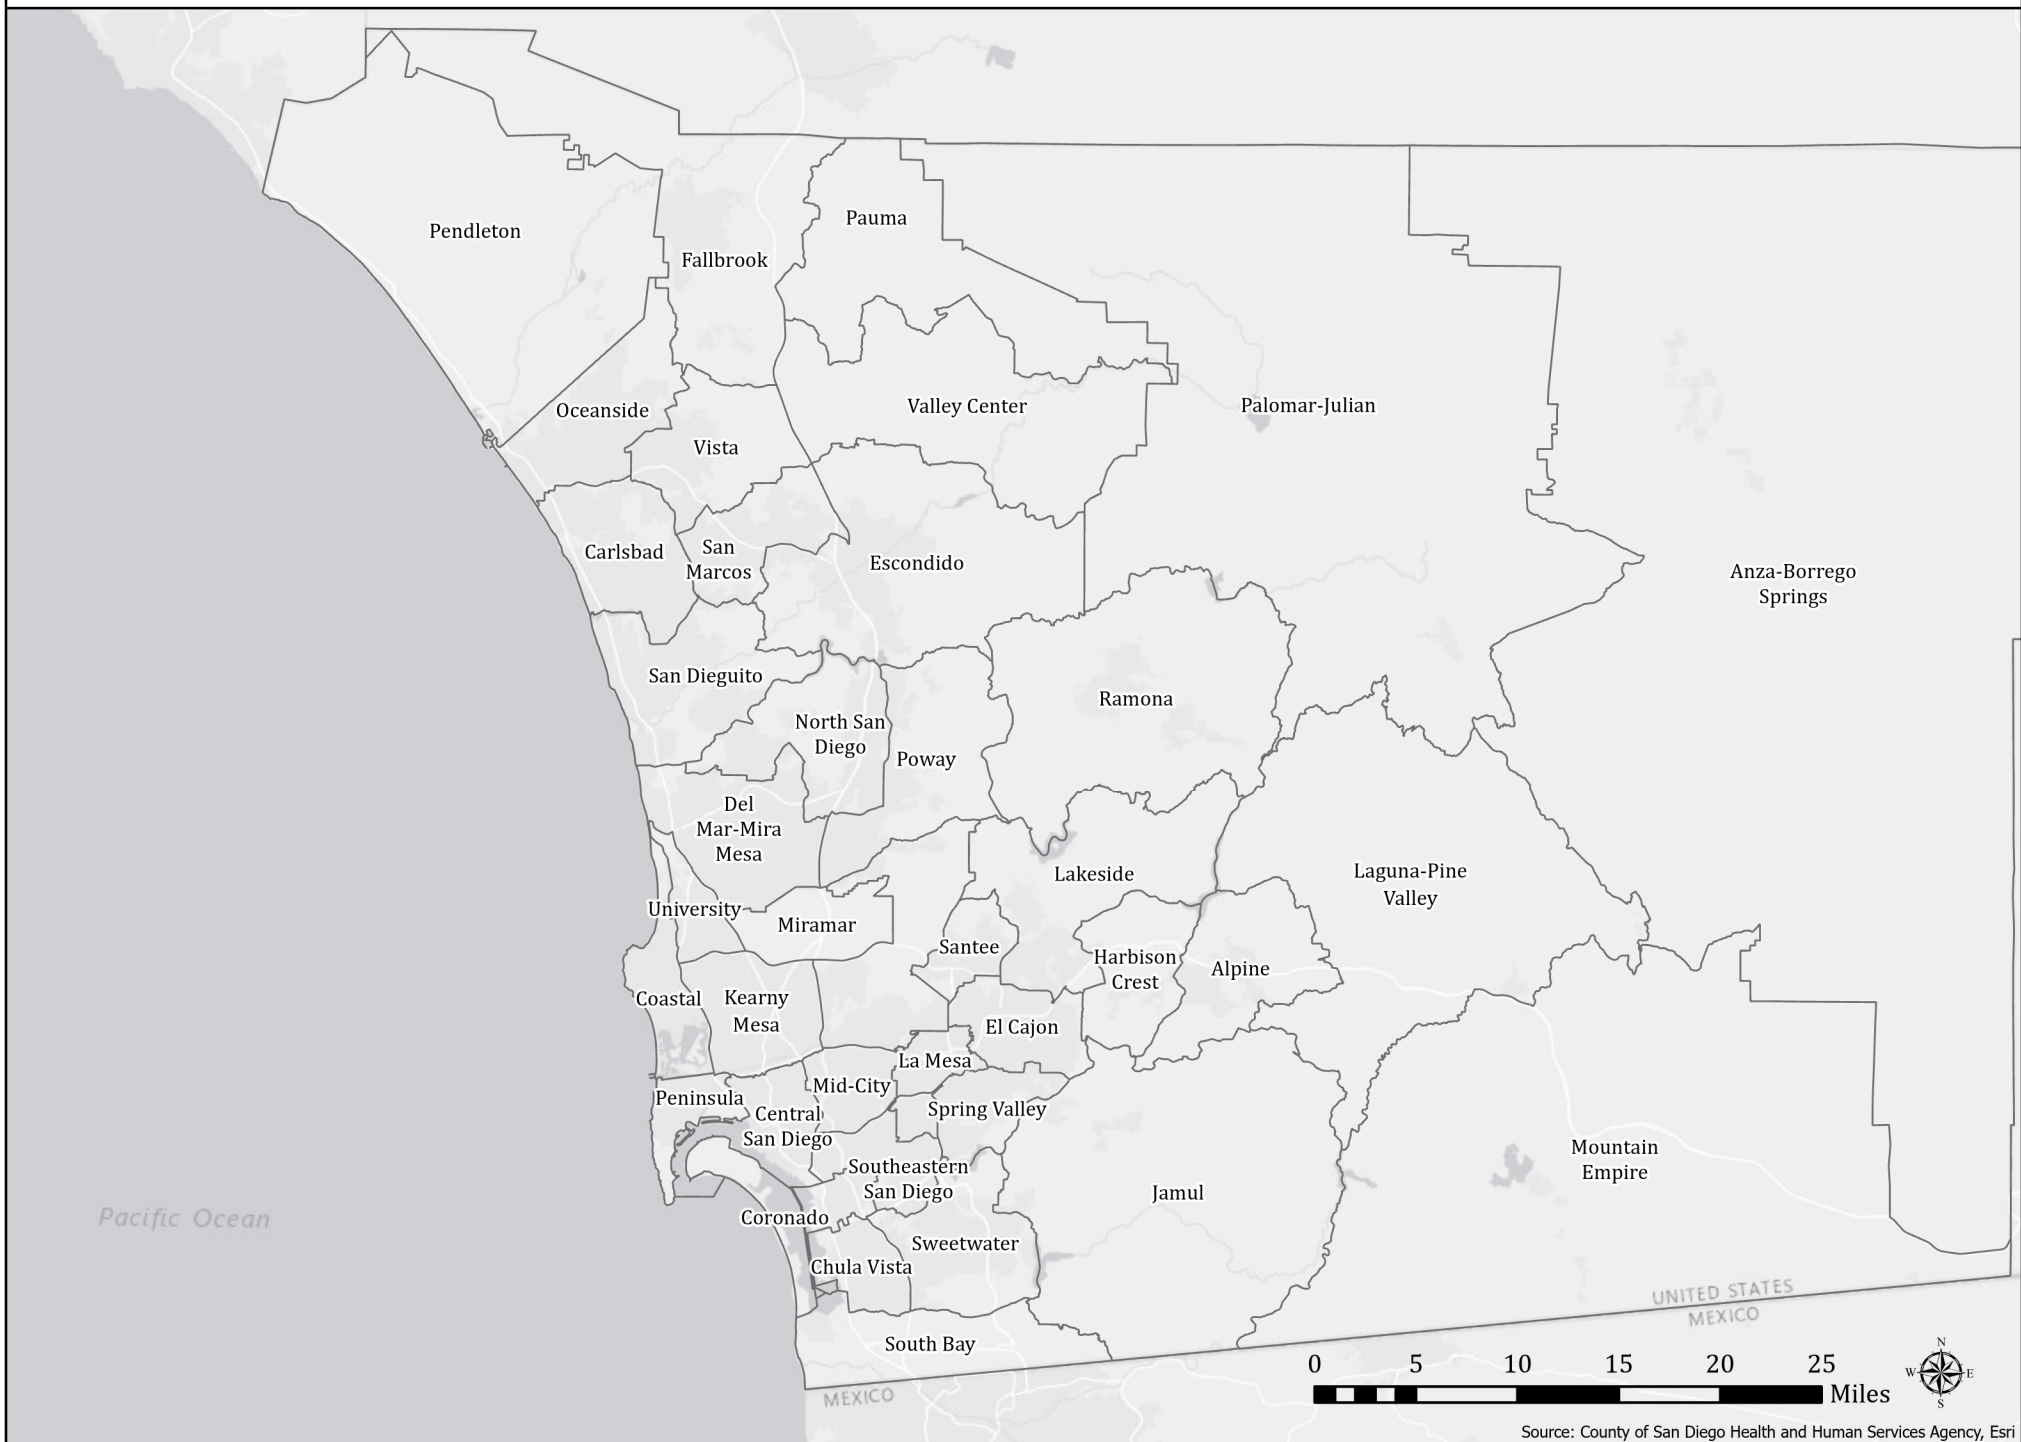 Pendleton
Pauma
Fallbrook
Oceanside
Valley Center
Palomar-Julian
Vista
Carlsbad
San
Marcos
Escondido
Anza-Borrego
Springs
San Dieguito
Ramona
North San
Diego
Poway
Del
Mar-Mira
Mesa
Lakeside
Laguna-Pine
Valley
University
Miramar
Santee
Harbison
Crest
Alpine
Coastal
Kearny
Mesa
El Cajon
La Mesa
Mid-City
Peninsula
Central
San Diego
Spring Valley
Southeastern
San Diego
Jamul
Mountain
Empire
Pacific Ocean
Coronado
Sweetwater
Chula Vista
South Bay
UNITED STATES
MEXICO
MEXICO
0 5 10 15 20 25
Miles
N
W E
S
Source: County of San Diego Health and Human Services Agency, Esri